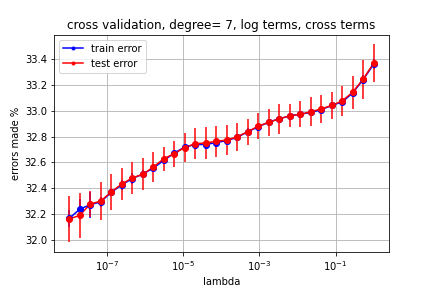 cross validation, degree= 7, log terms, cross terms
train error
test error
errors made %
33.4
33.2
33.0
32.8
32.6
32.4
32.2
32.0
10⁻⁷
10⁻⁵
10⁻³
10⁻¹
lambda